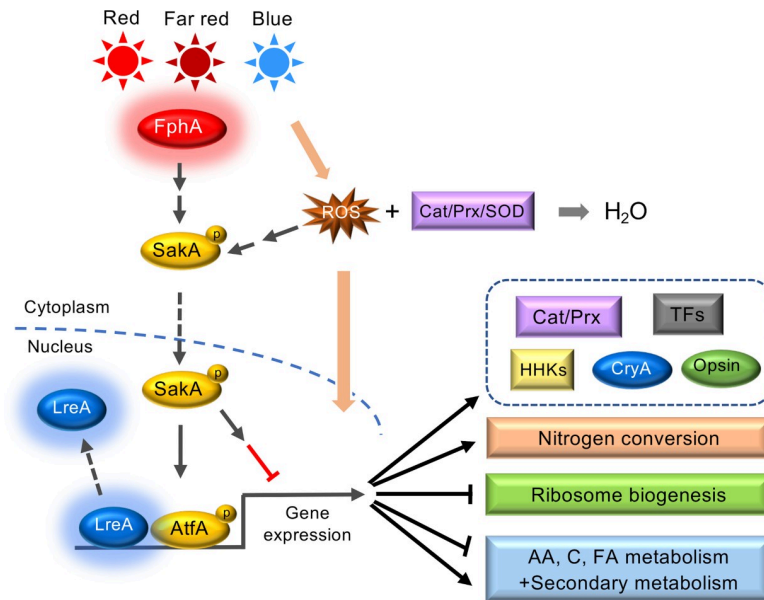 Red
Far red
Blue
FphA
ROS
+
Cat/Prx/SOD
H₂O
p
SakA
Cytoplasm
Nucleus
Cat/Prx
TFs
HHKs
CryA
Opsin
p
SakA
LreA
Nitrogen conversion
Ribosome biogenesis
p
LreA
AtfA
Gene
expression
AA, C, FA metabolism
+Secondary metabolism